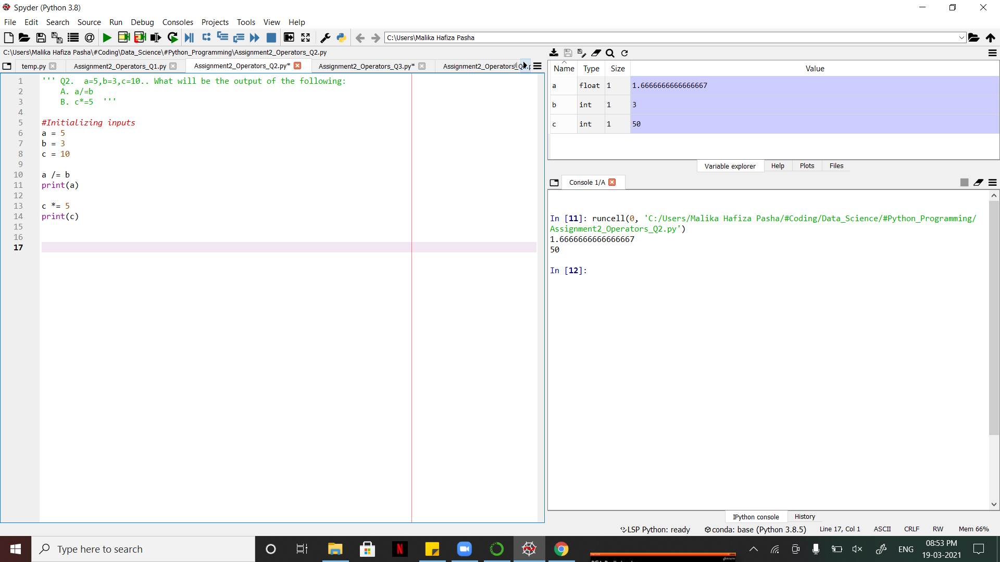 Spyder (Python 3.8)
File Edit Search Source Run Debug Consoles Projects Tools View Help
C:\Users\Malika Hafiza Pasha
C:\Users\Malika Hafiza Pasha\#Coding\Data_Science\#Python_Programming\Assignment2_Operators_Q2.py
temp.py Assignment2_Operators_Q1.py Assignment2_Operators_Q2.py* Assignment2_Operators_Q3.py* Assignment2_Operators_
1 ''' Q2.  a=5,b=3,c=10.. What will be the output of the following:
2 A. a/=b
3 B. c*=5  '''
4
5 #Initializing inputs
6 a = 5
7 b = 3
8 c = 10
9
10 a /= b
11 print(a)
12
13 c *= 5
14 print(c)
15
16
17
Name Type Size Value
a float 1 1.6666666666666667
b int 1 3
c int 1 50
Variable explorer Help Plots Files
Console 1/A
In [11]: runcell(0, 'C:/Users/Malika Hafiza Pasha/#Coding/Data_Science/#Python_Programming/
Assignment2_Operators_Q2.py')
1.6666666666666667
50
In [12]:
IPython console History
LSP Python: ready conda: base (Python 3.8.5) Line 17, Col 1 ASCII CRLF RW Mem 66%
Type here to search
ENG
08:53 PM
19-03-2021